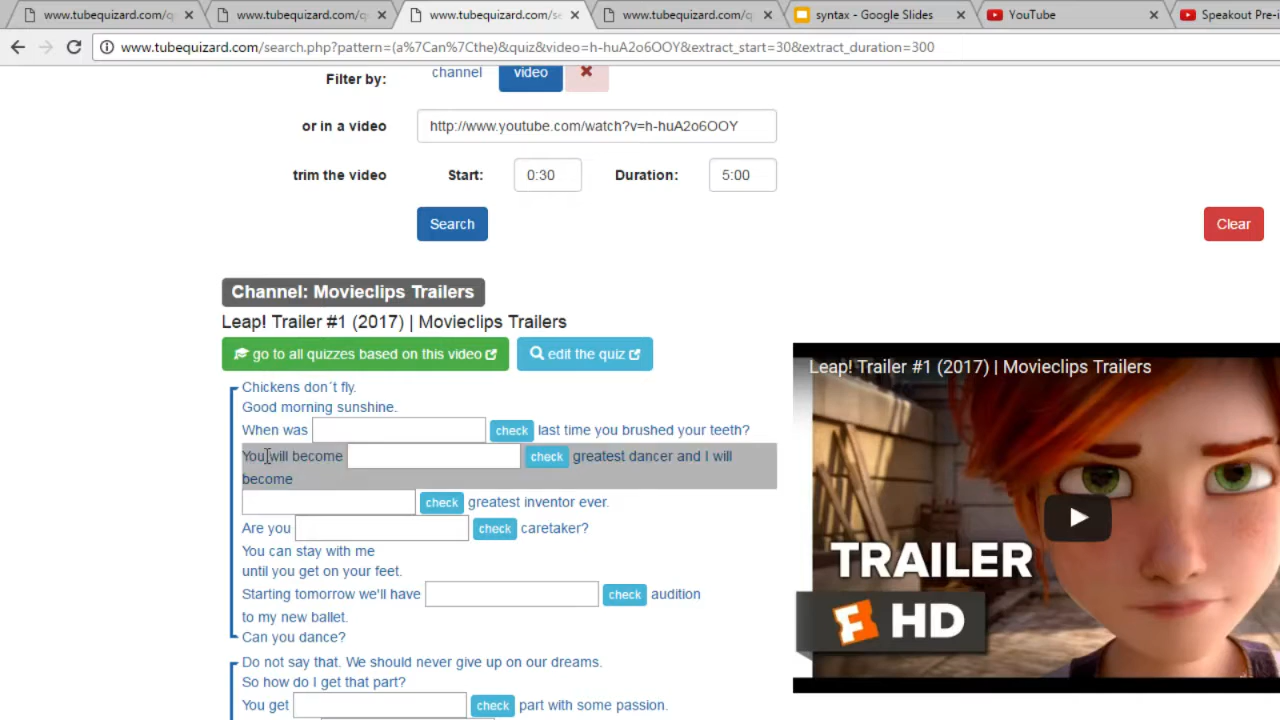 www.tubequizard.com/q
www.tubequizard.com/q
www.tubequizard.com/se
www.tubequizard.com/q
syntax - Google Slides
YouTube
Speakout Pre-i
www.tubequizard.com/search.php?pattern=(a%7Can%7Cthe)&quiz&video=h-huA2o6OOY&extract_start=30&extract_duration=300
Filter by: channel video
or in a video http://www.youtube.com/watch?v=h-huA2o6OOY
trim the video Start: 0:30 Duration: 5:00
Search Clear
Channel: Movieclips Trailers
Leap! Trailer #1 (2017) | Movieclips Trailers
go to all quizzes based on this video edit the quiz
Chickens don´t fly.
Good morning sunshine.
When was check last time you brushed your teeth?
You will become check greatest dancer and I will
become
check greatest inventor ever.
Are you check caretaker?
You can stay with me
until you get on your feet.
Starting tomorrow we'll have check audition
to my new ballet.
Can you dance?
Do not say that. We should never give up on our dreams.
So how do I get that part?
You get check part with some passion.
Leap! Trailer #1 (2017) | Movieclips Trailers
TRAILER
F HD